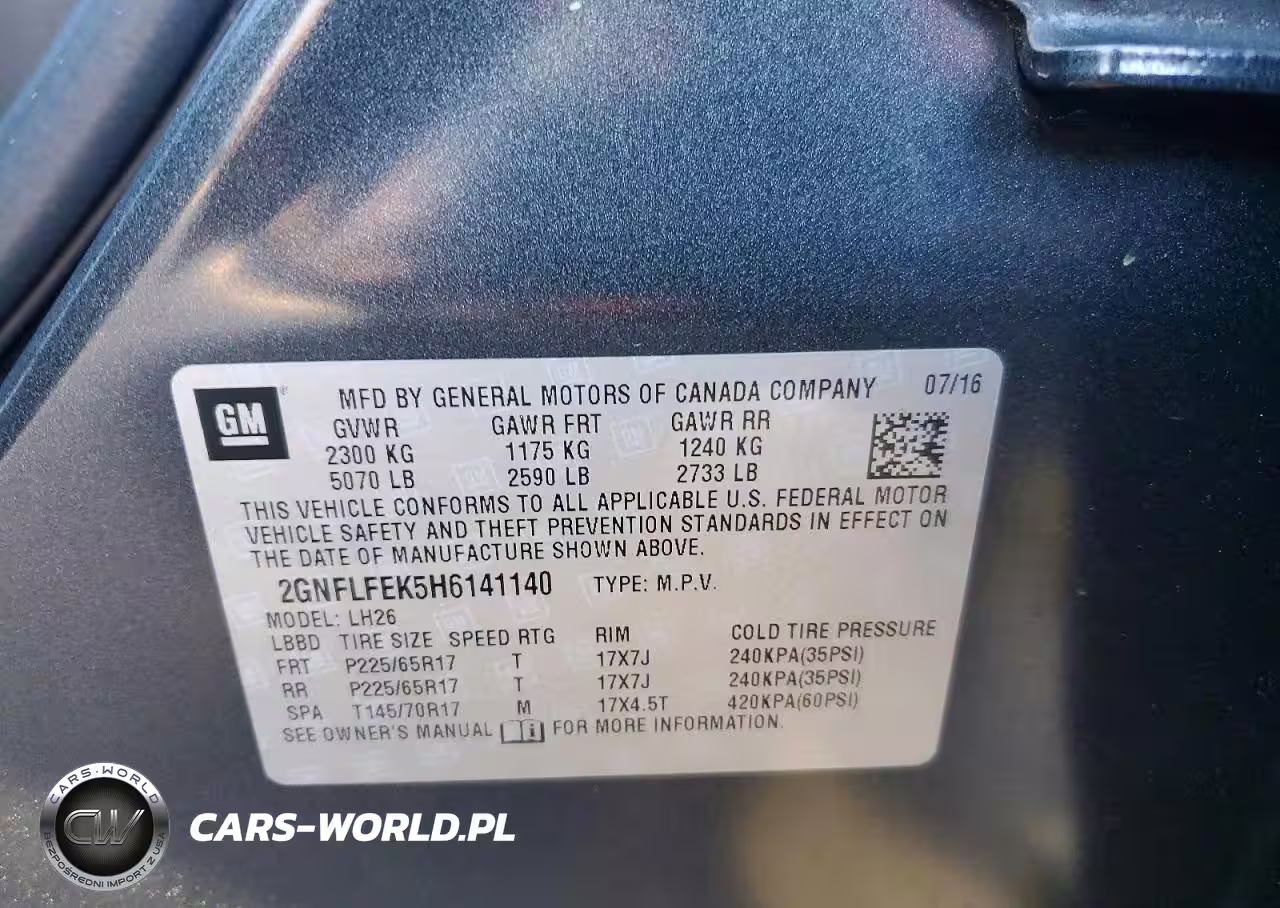 GM
MFD BY GENERAL MOTORS OF CANADA COMPANY 07/16
GVWR GAWR FRT GAWR RR
2300 KG 1175 KG 1240 KG
5070 LB 2590 LB 2733 LB
THIS VEHICLE CONFORMS TO ALL APPLICABLE U.S. FEDERAL MOTOR
VEHICLE SAFETY AND THEFT PREVENTION STANDARDS IN EFFECT ON
THE DATE OF MANUFACTURE SHOWN ABOVE.
2GNFLFEK5H6141140 TYPE: M.P.V.
MODEL: LH26
LBBD TIRE SIZE SPEED RTG RIM COLD TIRE PRESSURE
FRT P225/65R17 T 17X7J 240KPA(35PSI)
RR P225/65R17 T 17X7J 240KPA(35PSI)
SPA T145/70R17 M 17X4.5T 420KPA(60PSI)
SEE OWNER'S MANUAL FOR MORE INFORMATION.
CARS-WORLD
CW
BEZPOŚREDNI IMPORT Z USA
CARS-WORLD.PL